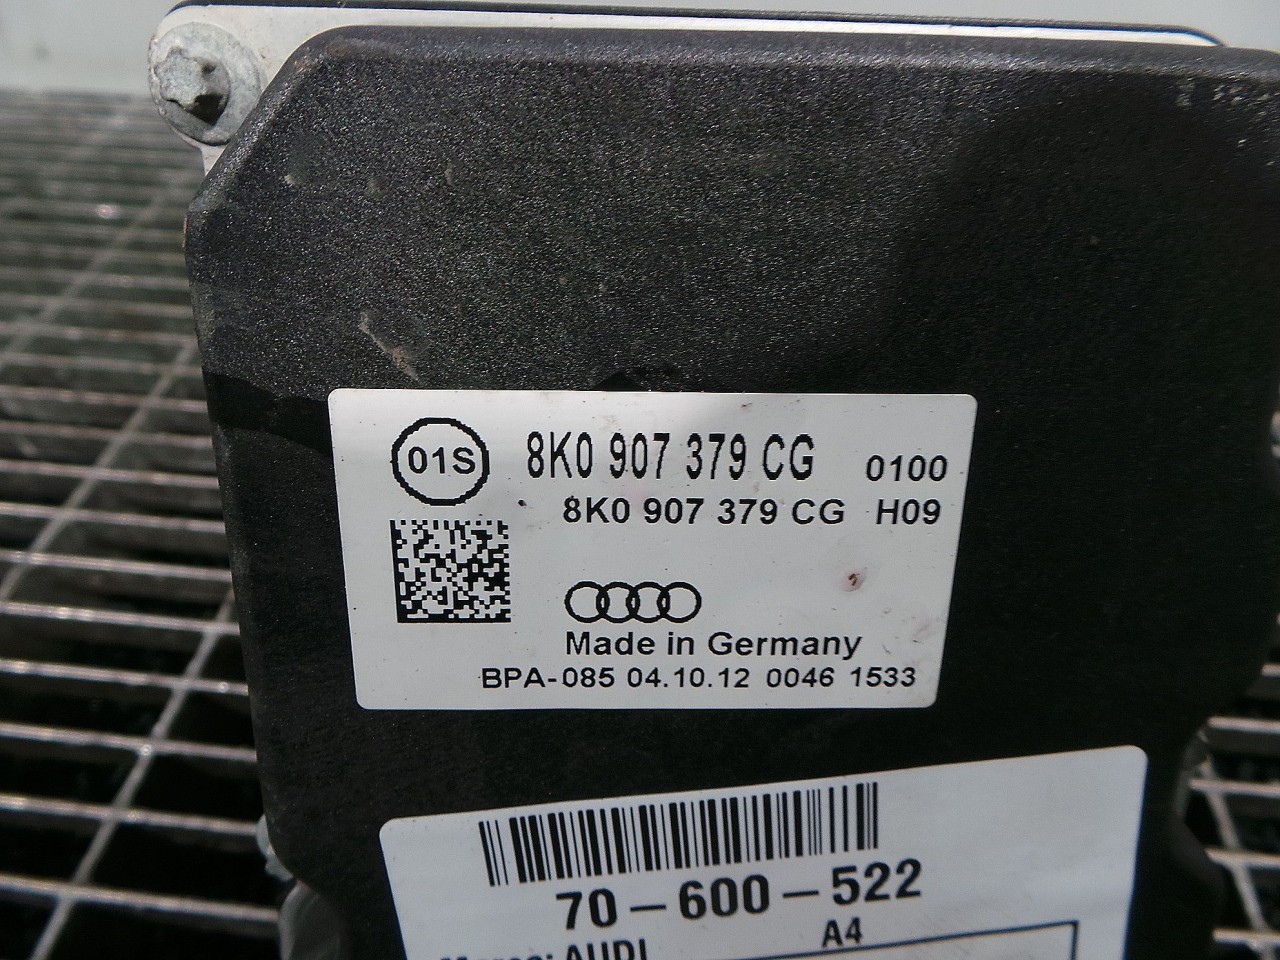 01S 8K0 907 379 CG 0100
8K0 907 379 CG H09
Made in Germany
BPA-085 04.10.12 0046 1533
70-600-522
A4
AUDI